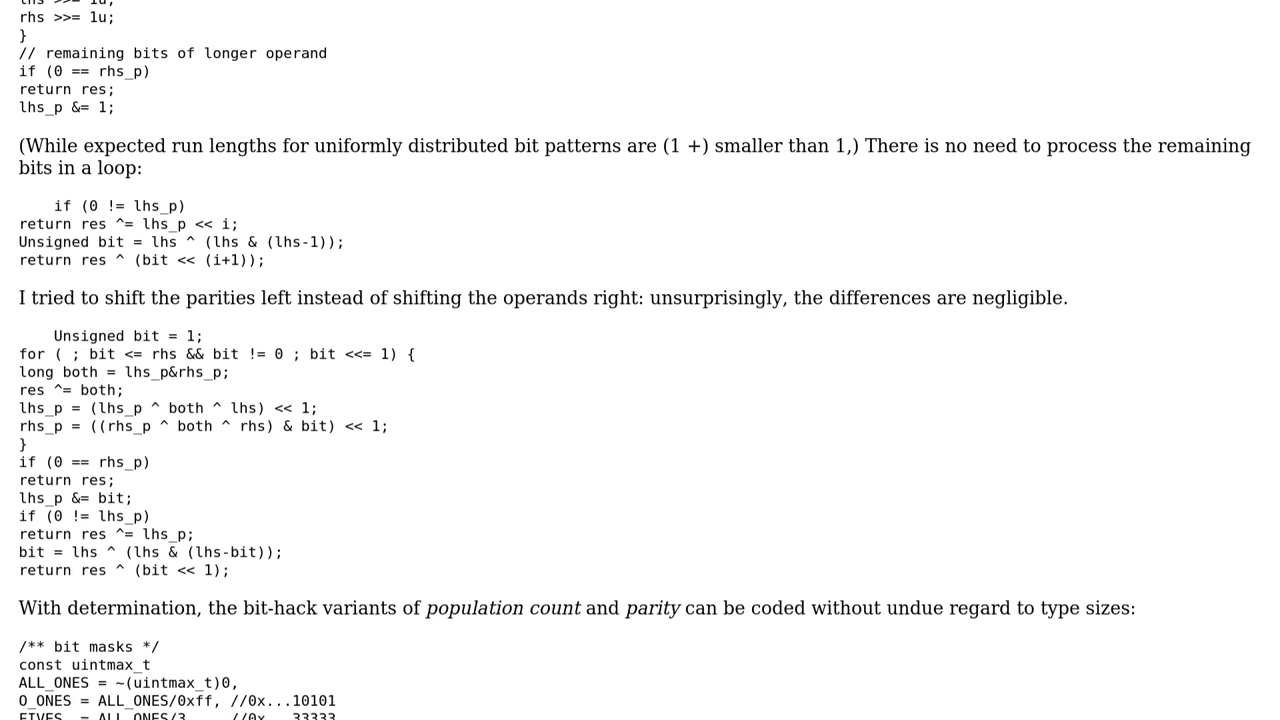 lhs >>= 1u;
rhs >>= 1u;
}
// remaining bits of longer operand
if (0 == rhs_p)
return res;
lhs_p &= 1;
(While expected run lengths for uniformly distributed bit patterns are (1 +) smaller than 1,) There is no need to process the remaining
bits in a loop:
if (0 != lhs_p)
return res ^= lhs_p << i;
Unsigned bit = lhs ^ (lhs & (lhs-1));
return res ^ (bit << (i+1));
I tried to shift the parities left instead of shifting the operands right: unsurprisingly, the differences are negligible.
Unsigned bit = 1;
for ( ; bit <= rhs && bit != 0 ; bit <<= 1) {
long both = lhs_p&rhs_p;
res ^= both;
lhs_p = (lhs_p ^ both ^ lhs) << 1;
rhs_p = ((rhs_p ^ both ^ rhs) & bit) << 1;
}
if (0 == rhs_p)
return res;
lhs_p &= bit;
if (0 != lhs_p)
return res ^= lhs_p;
bit = lhs ^ (lhs & (lhs-bit));
return res ^ (bit << 1);
With determination, the bit-hack variants of population count and parity can be coded without undue regard to type sizes:
/** bit masks */
const uintmax_t
ALL_ONES = ~(uintmax_t)0,
O_ONES = ALL_ONES/0xff, //0x...10101
FIVES  = ALL_ONES/3,    //0x...33333